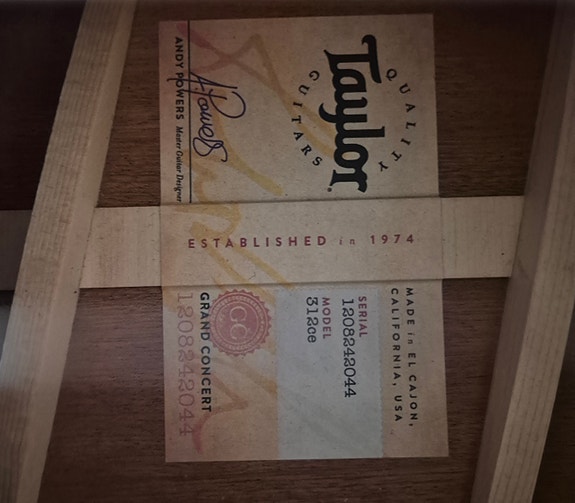 QUALITY
Taylor
GUITARS
A.Powers
ANDY POWERS Master Guitar Designer
ESTABLISHED in 1974
MADE in EL CAJON,
CALIFORNIA, USA
SERIAL
1208242044
MODEL
312ce
GC
GRAND CONCERT
1208242044